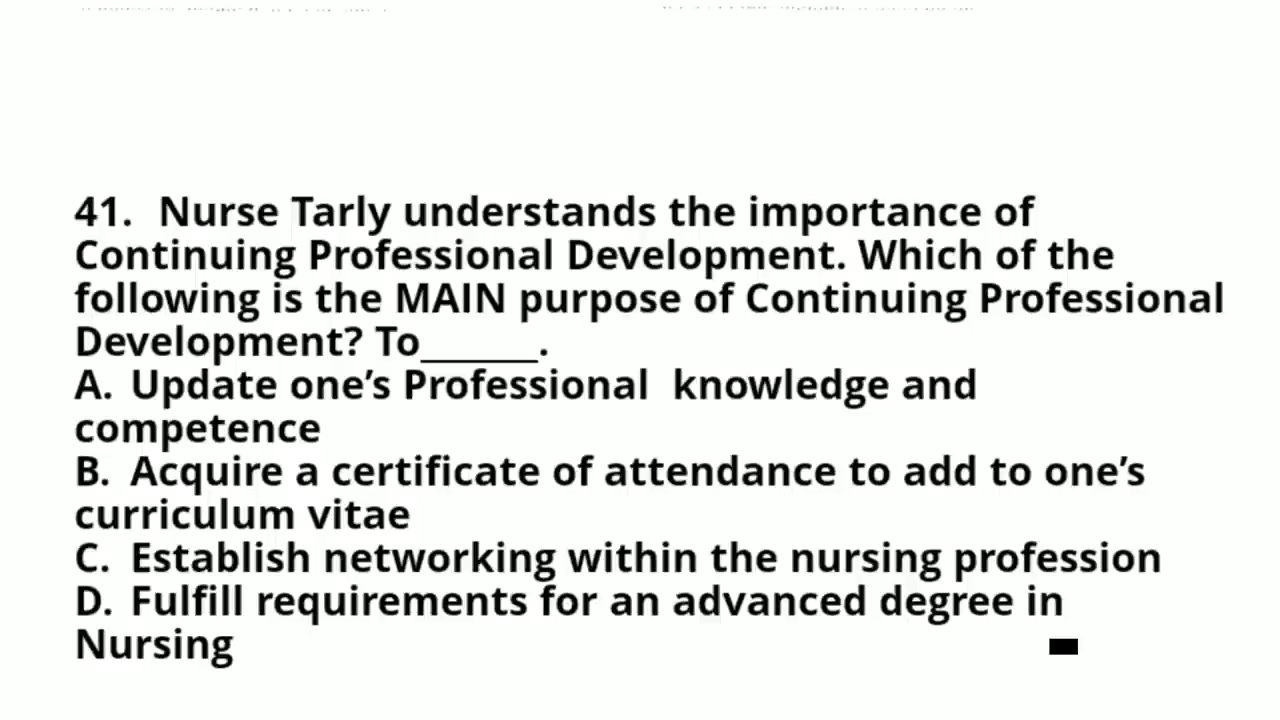 41. Nurse Tarly understands the importance of
Continuing Professional Development. Which of the
following is the MAIN purpose of Continuing Professional
Development? To______.
A. Update one’s Professional knowledge and
competence
B. Acquire a certificate of attendance to add to one’s
curriculum vitae
C. Establish networking within the nursing profession
D. Fulfill requirements for an advanced degree in
Nursing